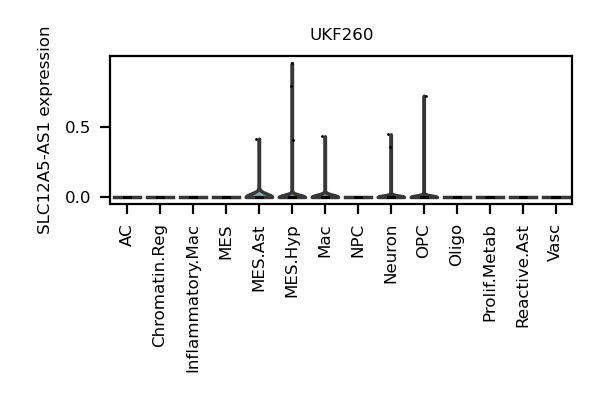 UKF260
SLC12A5-AS1 expression
0.5
0.0
AC
Chromatin.Reg
Inflammatory.Mac
MES
MES.Ast
MES.Hyp
Mac
NPC
Neuron
OPC
Oligo
Prolif.Metab
Reactive.Ast
Vasc